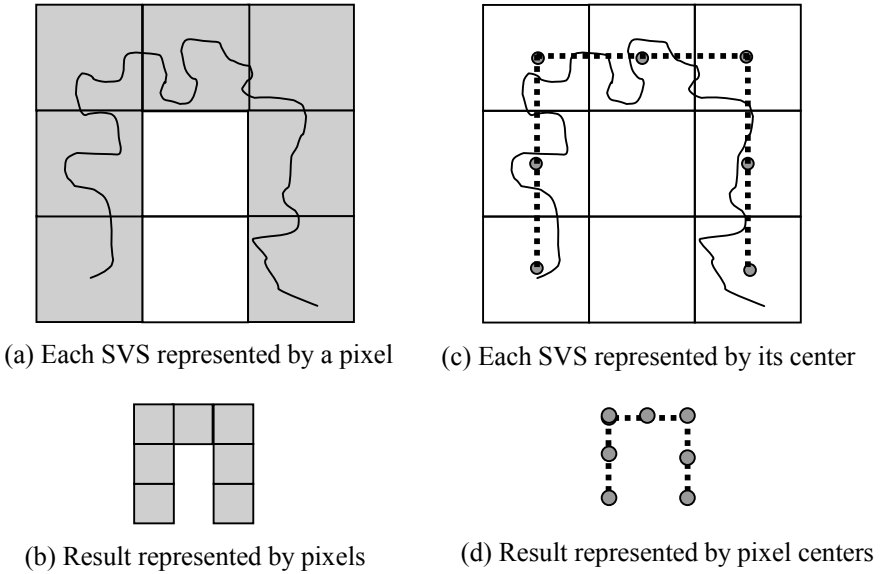 (a) Each SVS represented by a pixel
(c) Each SVS represented by its center
(b) Result represented by pixels
(d) Result represented by pixel centers